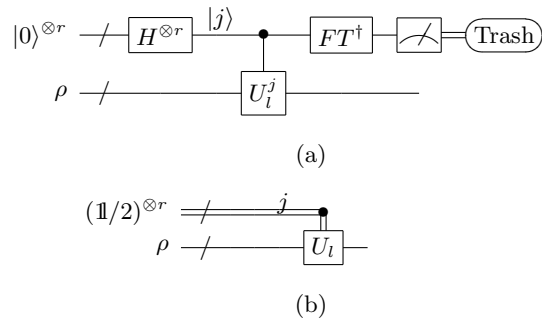 |0⟩^{⊗r} H^{⊗r} |j⟩ FT^† Trash
ρ U_l^j
(a)
(𝟙/2)^{⊗r} j
ρ U_l
(b)